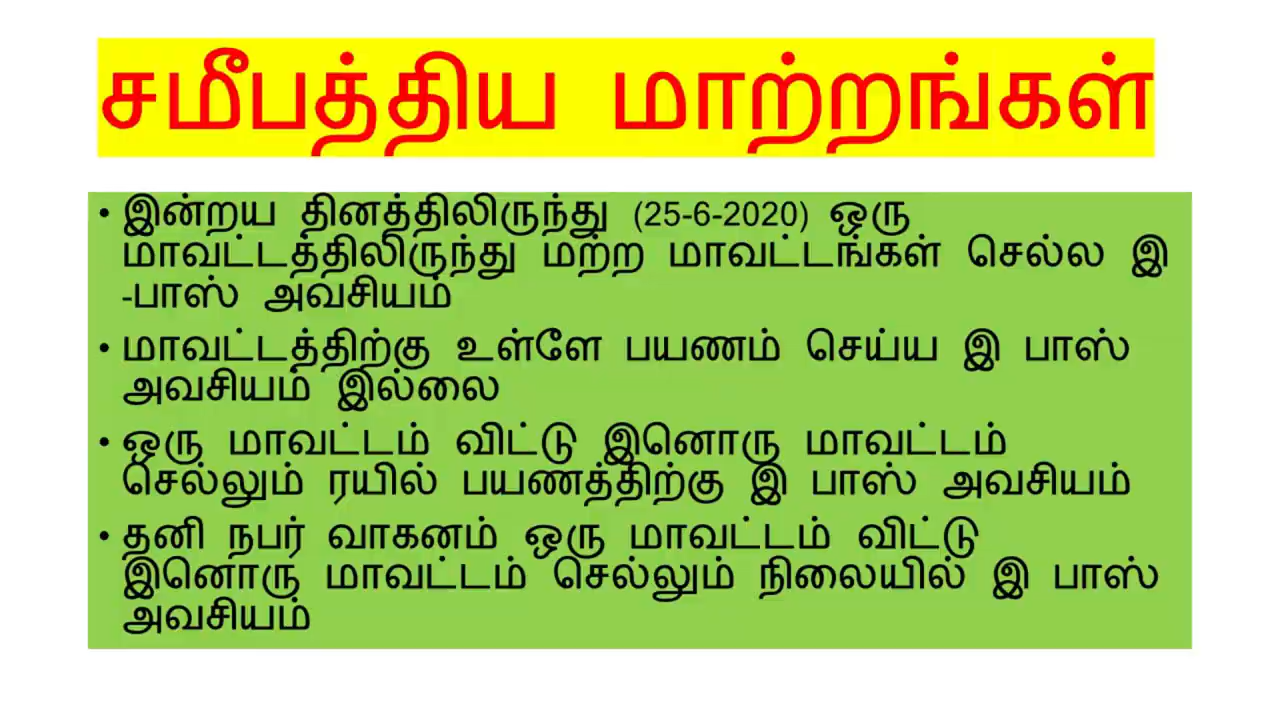 சமீபத்திய மாற்றங்கள்
• இன்றய தினத்திலிருந்து (25-6-2020) ஒரு
மாவட்டத்திலிருந்து மற்ற மாவட்டங்கள் செல்ல இ
-பாஸ் அவசியம்
• மாவட்டத்திற்கு உள்ளே பயணம் செய்ய இ பாஸ்
அவசியம் இல்லை
• ஒரு மாவட்டம் விட்டு இனொரு மாவட்டம்
செல்லும் ரயில் பயணத்திற்கு இ பாஸ் அவசியம்
• தனி நபர் வாகனம் ஒரு மாவட்டம் விட்டு
இனொரு மாவட்டம் செல்லும் நிலையில் இ பாஸ்
அவசியம்